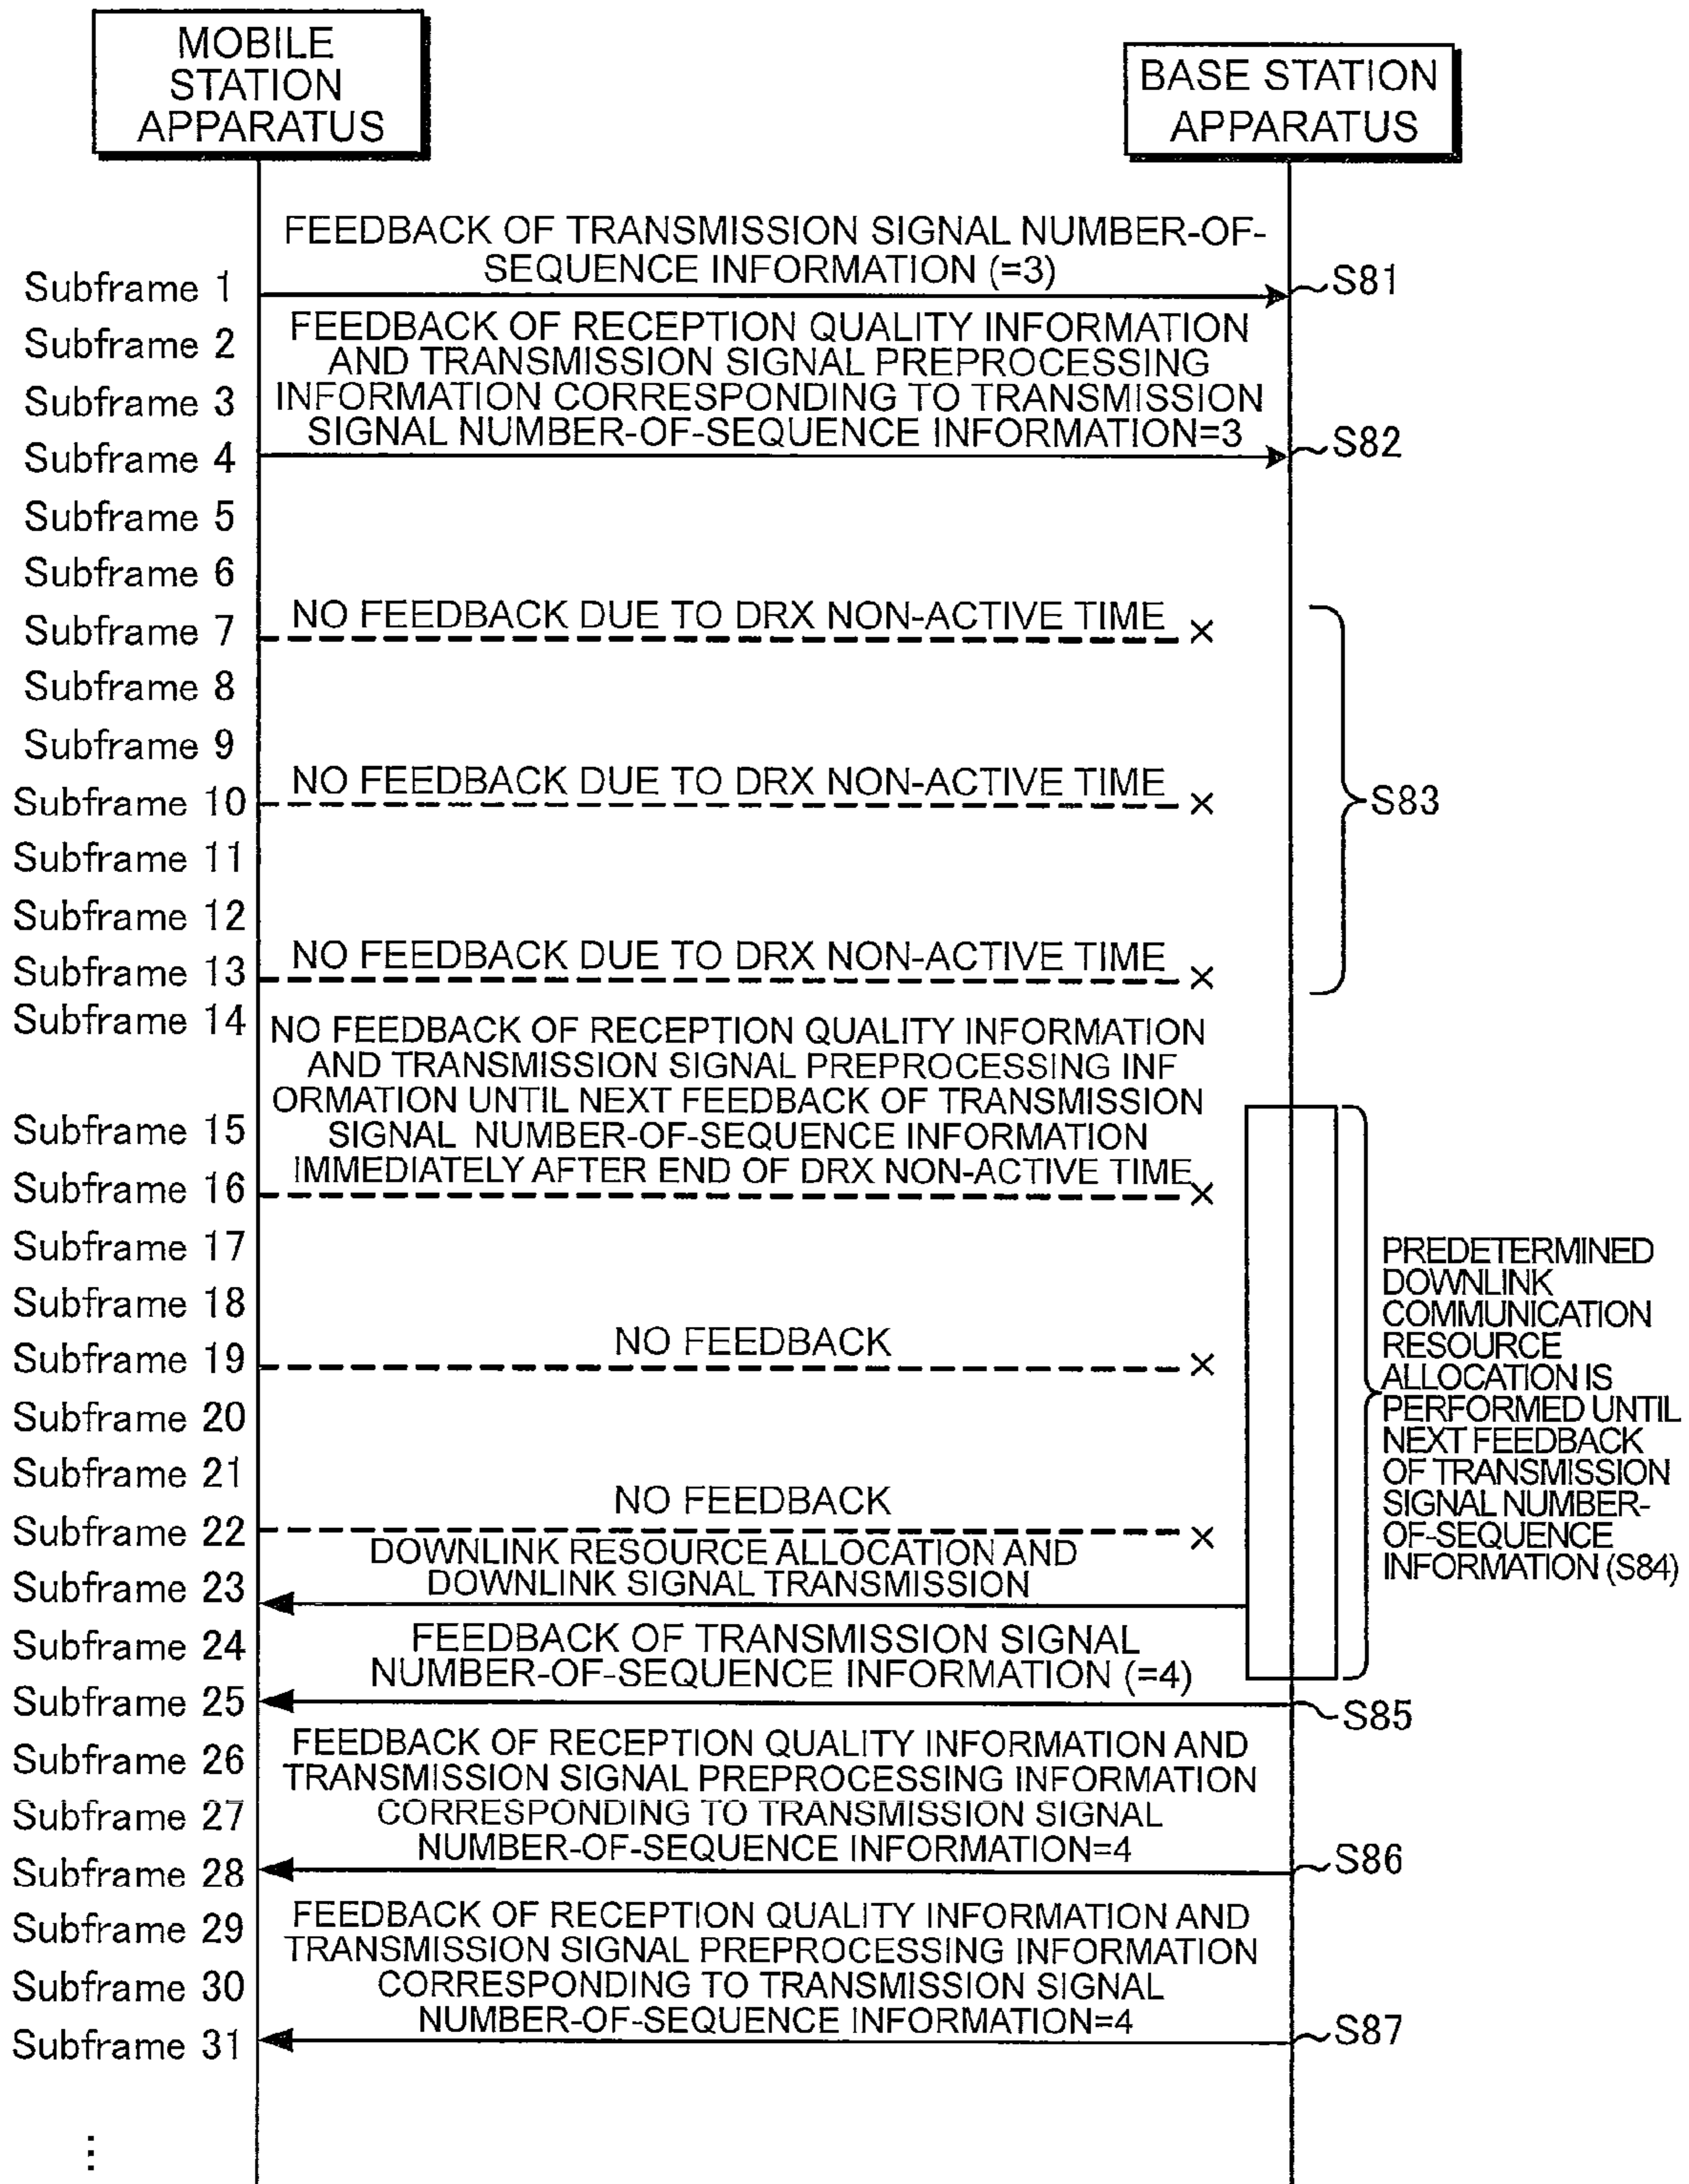 MOBILE
STATION
APPARATUS
BASE STATION
APPARATUS
FEEDBACK OF TRANSMISSION SIGNAL NUMBER-OF-
SEQUENCE INFORMATION (=3)
Subframe 1
S81
FEEDBACK OF RECEPTION QUALITY INFORMATION
Subframe 2
AND TRANSMISSION SIGNAL PREPROCESSING
Subframe 3
INFORMATION CORRESPONDING TO TRANSMISSION
SIGNAL NUMBER-OF-SEQUENCE INFORMATION=3
Subframe 4
S82
Subframe 5
Subframe 6
NO FEEDBACK DUE TO DRX NON-ACTIVE TIME
Subframe 7
×
Subframe 8
Subframe 9
NO FEEDBACK DUE TO DRX NON-ACTIVE TIME
Subframe 10
×
S83
Subframe 11
Subframe 12
NO FEEDBACK DUE TO DRX NON-ACTIVE TIME
Subframe 13
×
Subframe 14
NO FEEDBACK OF RECEPTION QUALITY INFORMATION
AND TRANSMISSION SIGNAL PREPROCESSING INF
ORMATION UNTIL NEXT FEEDBACK OF TRANSMISSION
Subframe 15
SIGNAL NUMBER-OF-SEQUENCE INFORMATION
IMMEDIATELY AFTER END OF DRX NON-ACTIVE TIME
Subframe 16
×
Subframe 17
Subframe 18
NO FEEDBACK
Subframe 19
×
Subframe 20
Subframe 21
NO FEEDBACK
Subframe 22
×
PREDETERMINED
DOWNLINK
COMMUNICATION
RESOURCE
ALLOCATION IS
PERFORMED UNTIL
NEXT FEEDBACK
OF TRANSMISSION
SIGNAL NUMBER-
OF-SEQUENCE
INFORMATION (S84)
DOWNLINK RESOURCE ALLOCATION AND
DOWNLINK SIGNAL TRANSMISSION
Subframe 23
FEEDBACK OF TRANSMISSION SIGNAL
Subframe 24
NUMBER-OF-SEQUENCE INFORMATION (=4)
Subframe 25
S85
FEEDBACK OF RECEPTION QUALITY INFORMATION AND
Subframe 26
TRANSMISSION SIGNAL PREPROCESSING INFORMATION
Subframe 27
CORRESPONDING TO TRANSMISSION SIGNAL
NUMBER-OF-SEQUENCE INFORMATION=4
Subframe 28
S86
FEEDBACK OF RECEPTION QUALITY INFORMATION AND
Subframe 29
TRANSMISSION SIGNAL PREPROCESSING INFORMATION
Subframe 30
CORRESPONDING TO TRANSMISSION SIGNAL
NUMBER-OF-SEQUENCE INFORMATION=4
Subframe 31
S87
⋮